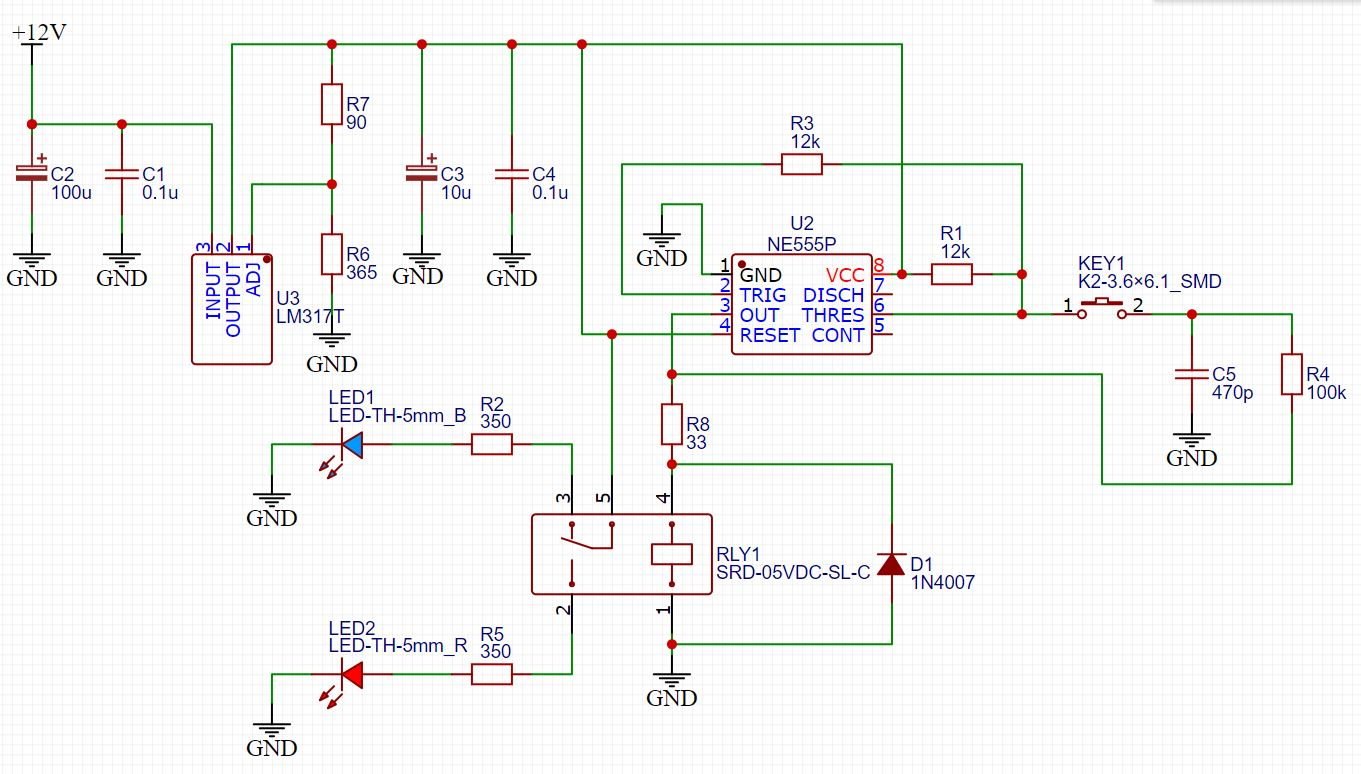 +12V
C2
100u
GND
C1
0.1u
GND
R7
90
R6
365
GND
C3
10u
GND
C4
0.1u
GND
3
2
1
INPUT
OUTPUT
ADJ
U3
LM317T
R3
12k
GND
U2
NE555P
1
2
3
4
GND
TRIG
OUT
RESET
VCC
DISCH
THRES
CONT
8
7
6
5
R1
12k
KEY1
K2-3.6×6.1_SMD
1
2
C5
470p
GND
R4
100k
LED1
LED-TH-5mm_B
R2
350
GND
R8
33
3
5
4
RLY1
SRD-05VDC-SL-C
2
1
D1
1N4007
GND
LED2
LED-TH-5mm_R
R5
350
GND